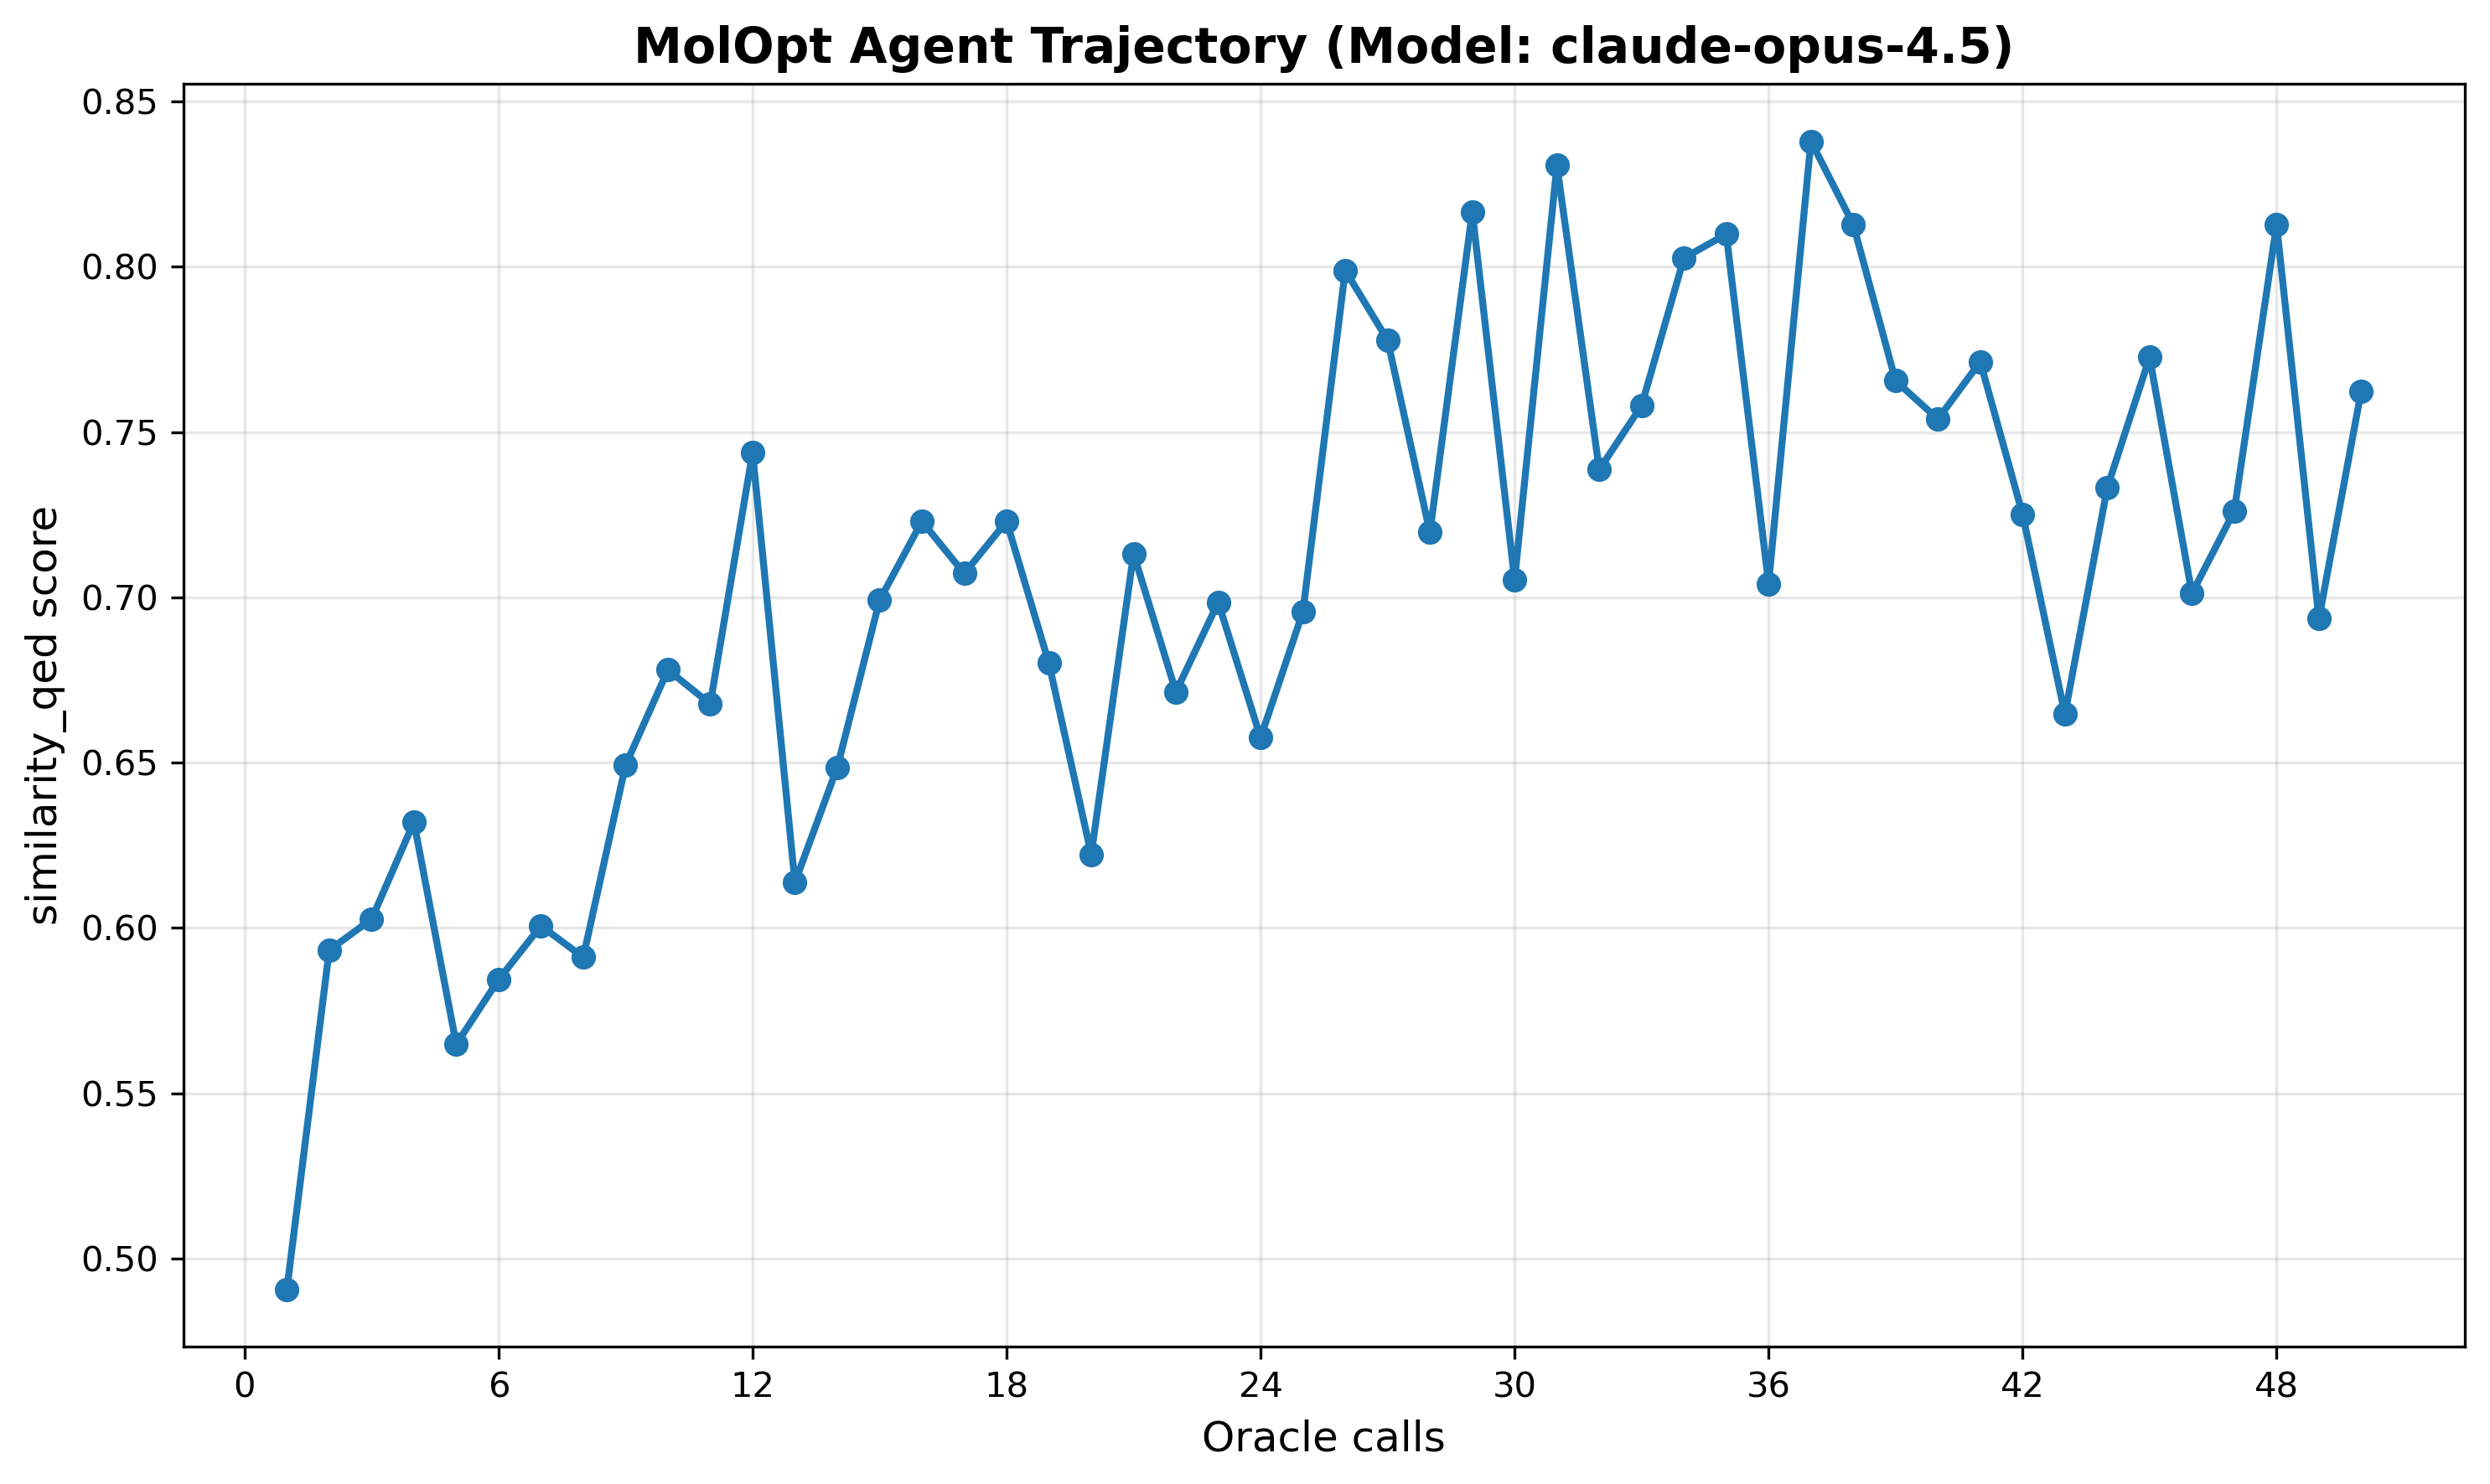 MolOpt Agent Trajectory (Model: claude-opus-4.5)
similarity_qed score
0.85
0.80
0.75
0.70
0.65
0.60
0.55
0.50
0 6 12 18 24 30 36 42 48
Oracle calls